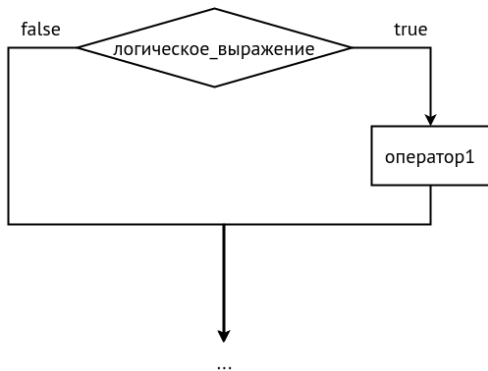 false
true
логическое_выражение
оператор1
...